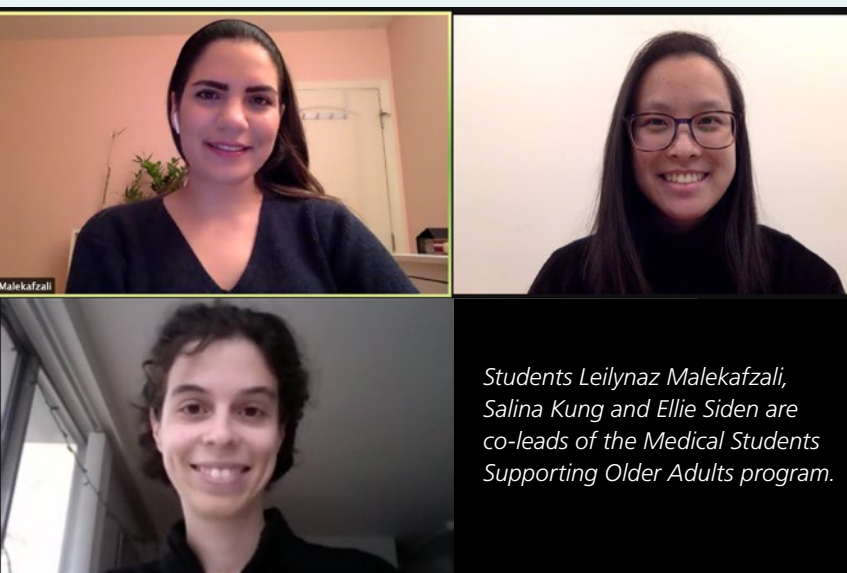 Malekafzali
Students Leilynaz Malekafzali,
Salina Kung and Ellie Siden are
co-leads of the Medical Students
Supporting Older Adults program.